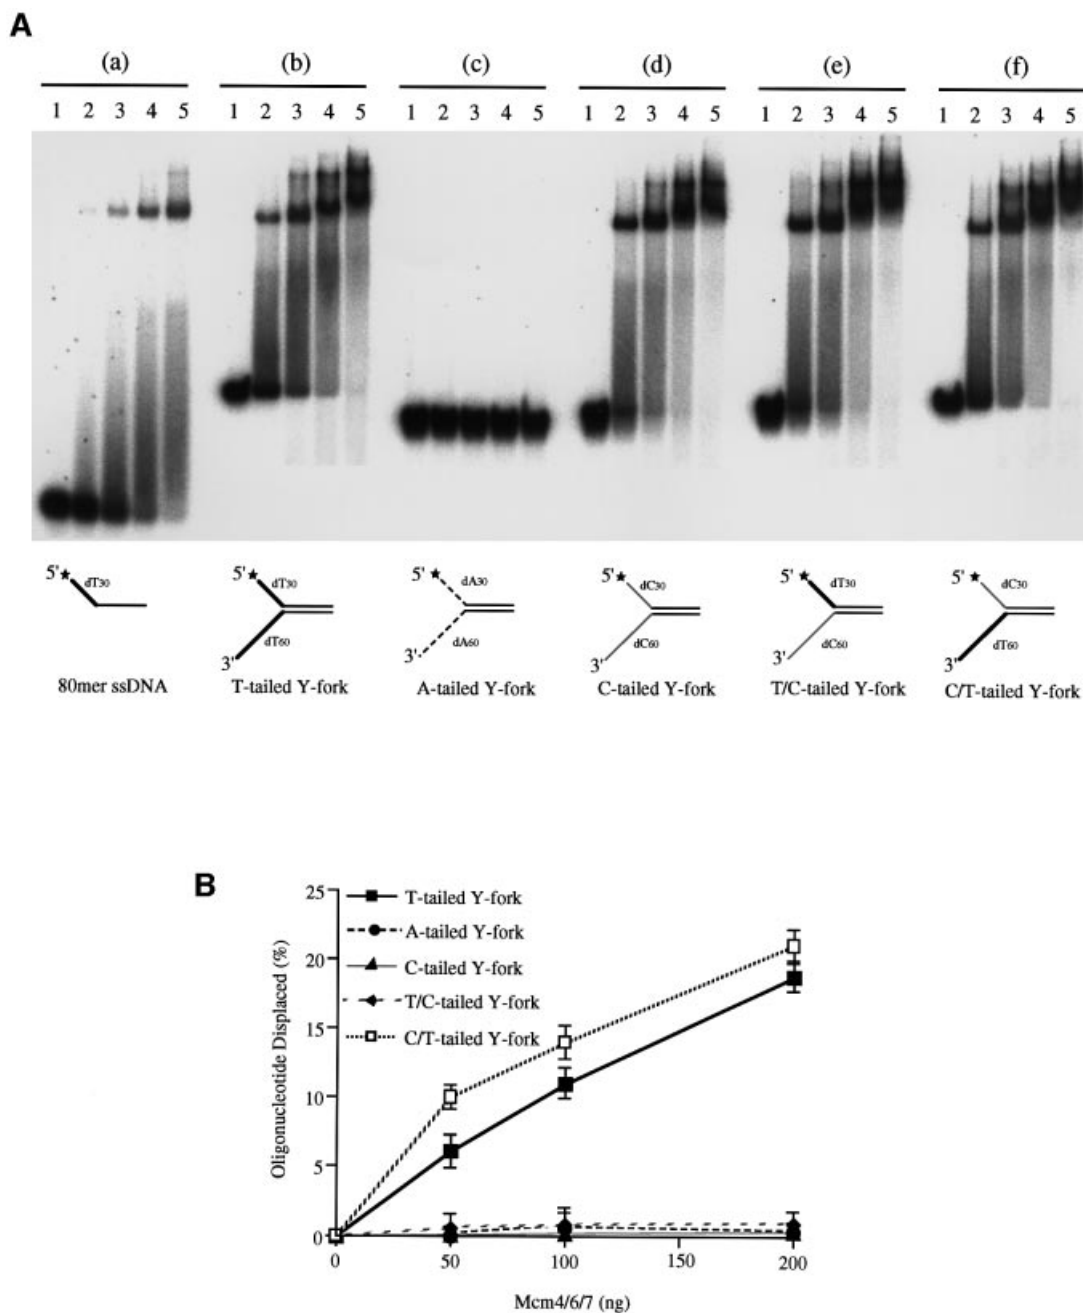 A
(a) (b) (c) (d) (e) (f)
1 2 3 4 5 1 2 3 4 5 1 2 3 4 5 1 2 3 4 5 1 2 3 4 5 1 2 3 4 5
5' dT30 5' dT30 5' dA30 5' dC30 5' dT30 5' dC30
3' dT60 3' dA60 3' dC60 3' dC60 3' dT60
80mer ssDNA T-tailed Y-fork A-tailed Y-fork C-tailed Y-fork T/C-tailed Y-fork C/T-tailed Y-fork
B
Oligonucleotide Displaced (%)
25
20
15
10
5
0
T-tailed Y-fork
A-tailed Y-fork
C-tailed Y-fork
T/C-tailed Y-fork
C/T-tailed Y-fork
0 50 100 150 200
Mcm4/6/7 (ng)